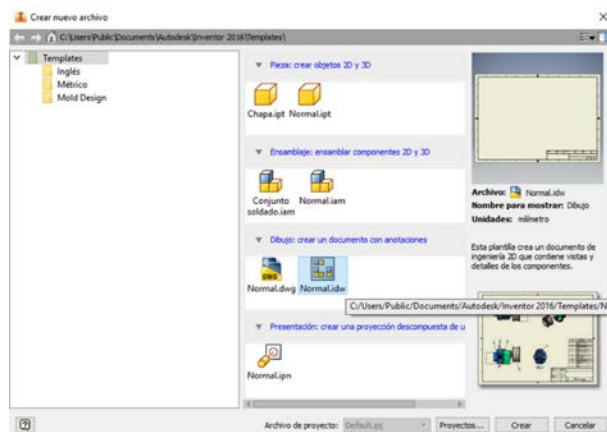 Crear nuevo archivo
C:\Users\Public\Documents\Autodesk\Inventor 2016\Templates\
Templates
Inglés
Métrico
Mold Design
Pieza: crear objetos 2D y 3D
Chapa.ipt
Normal.ipt
Ensamblaje: ensamblar componentes 2D y 3D
Conjunto soldado.iam
Normal.iam
Dibujo: crear un documento con anotaciones
DWG
Normal.dwg
Normal.idw
C:/Users/Public/Documents/Autodesk/Inventor 2016/Templates/N
Presentación: crear una proyección descompuesta de u
Normal.ipn
Archivo: Normal.idw
Nombre para mostrar: Dibujo
Unidades: milímetro
Esta plantilla crea un documento de
ingeniería 2D que contiene vistas y
detalles de los componentes.
Archivo de proyecto: Default.ipj
Proyectos...
Crear
Cancelar